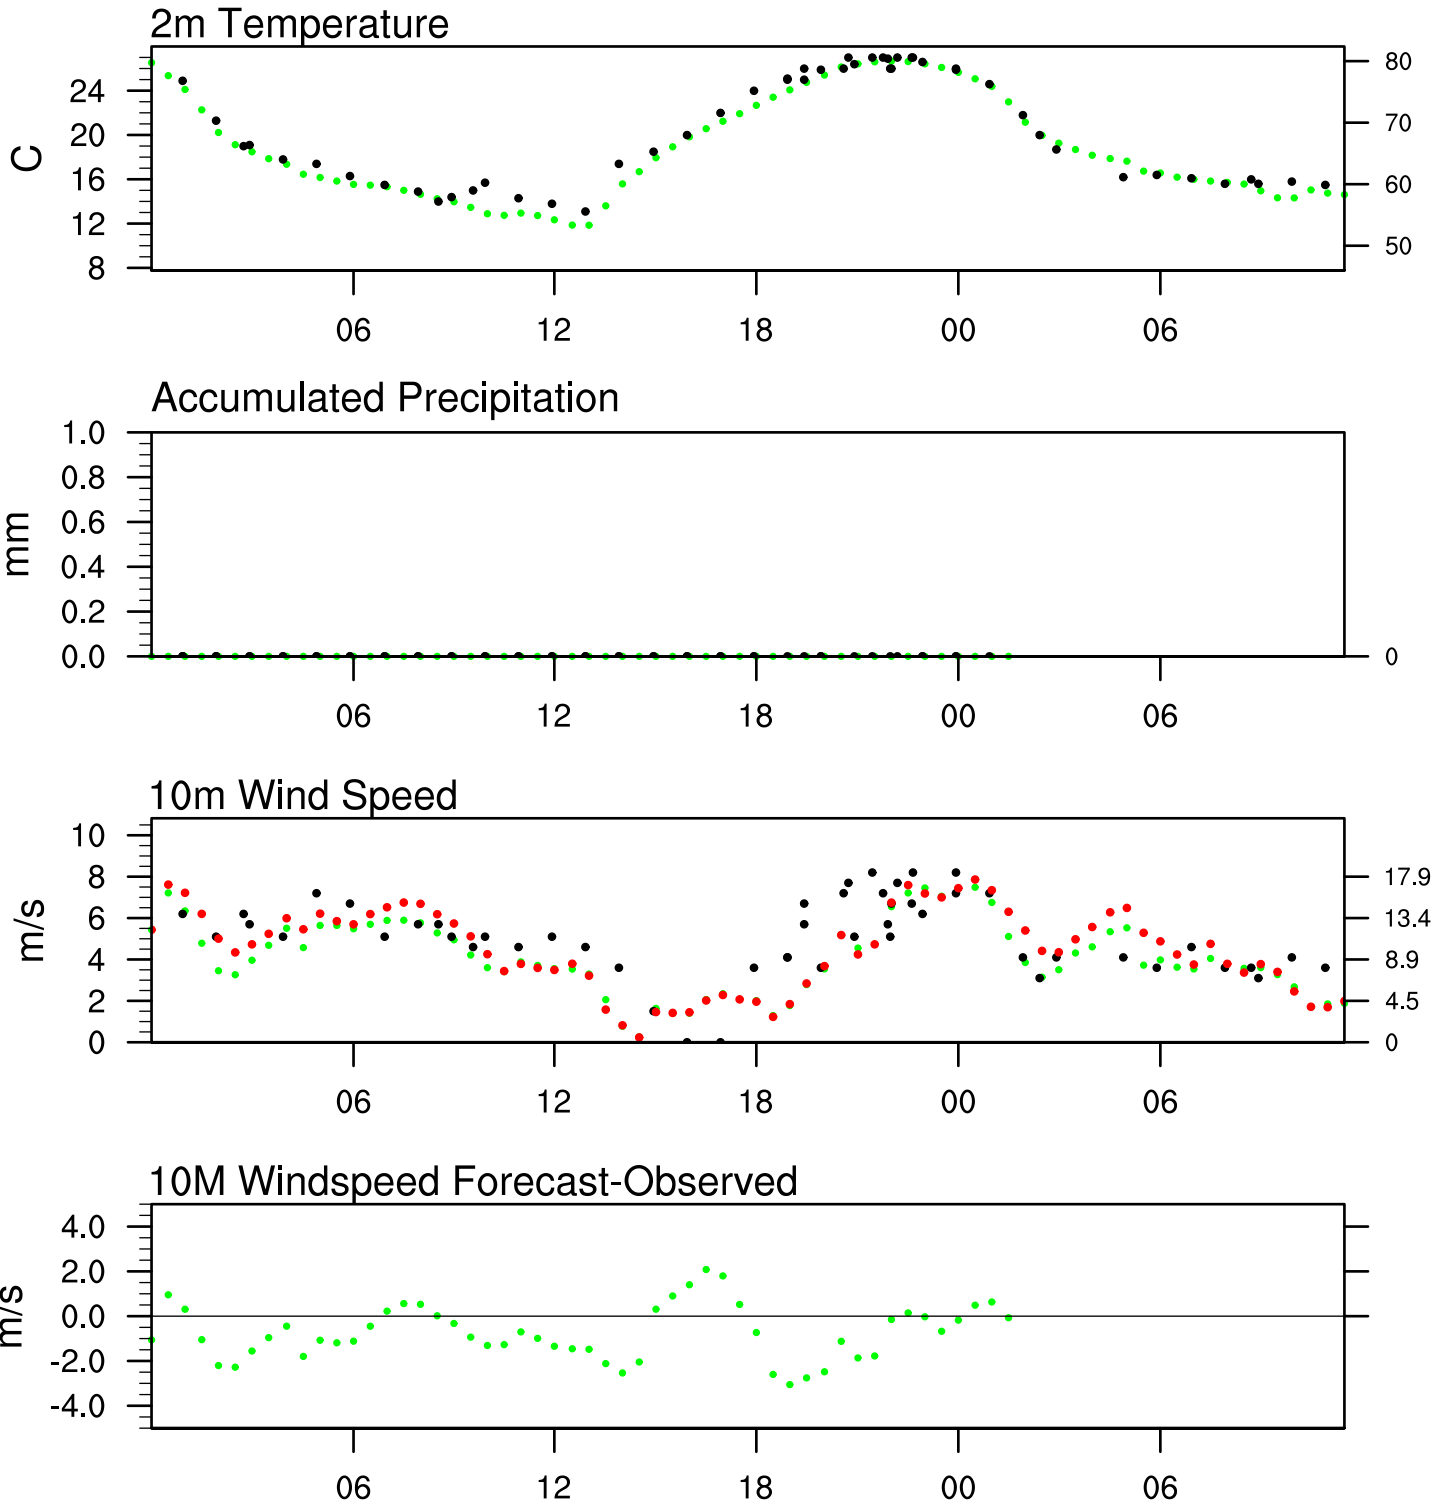 2m Temperature
C
24
20
16
12
8
80
70
60
50
06 12 18 00 06
Accumulated Precipitation
mm
1.0
0.8
0.6
0.4
0.2
0.0
0
06 12 18 00 06
10m Wind Speed
m/s
10
8
6
4
2
0
17.9
13.4
8.9
4.5
0
06 12 18 00 06
10M Windspeed Forecast-Observed
m/s
4.0
2.0
0.0
-2.0
-4.0
06 12 18 00 06